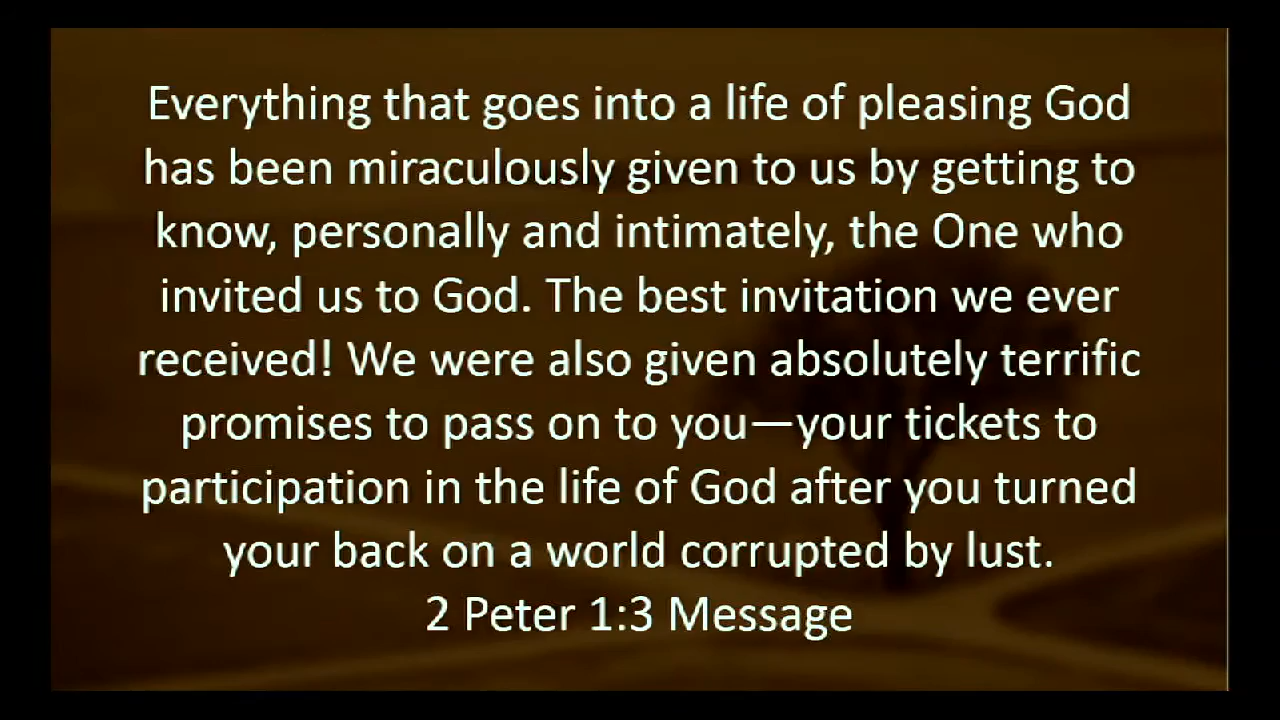 Everything that goes into a life of pleasing God
has been miraculously given to us by getting to
know, personally and intimately, the One who
invited us to God. The best invitation we ever
received! We were also given absolutely terrific
promises to pass on to you—your tickets to
participation in the life of God after you turned
your back on a world corrupted by lust.
2 Peter 1:3 Message